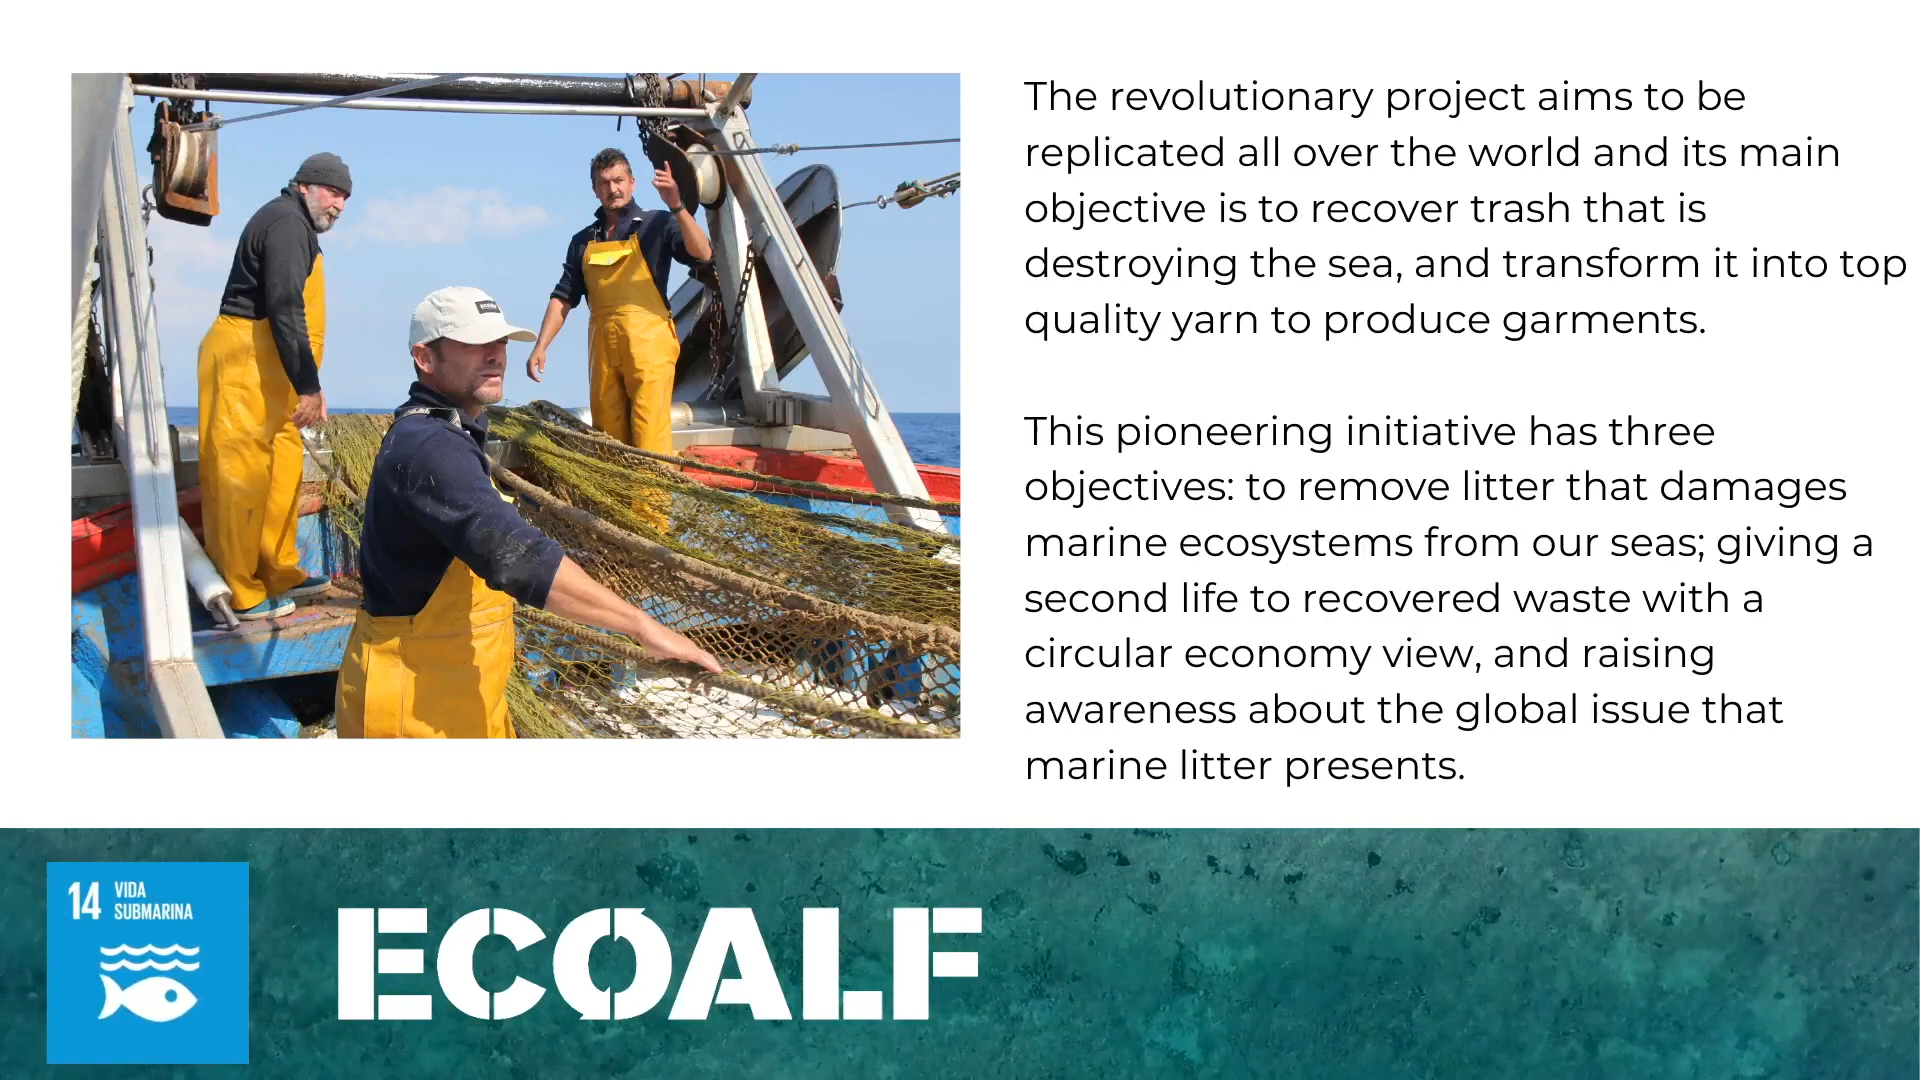 The revolutionary project aims to be
replicated all over the world and its main
objective is to recover trash that is
destroying the sea, and transform it into top
quality yarn to produce garments.
This pioneering initiative has three
objectives: to remove litter that damages
marine ecosystems from our seas; giving a
second life to recovered waste with a
circular economy view, and raising
awareness about the global issue that
marine litter presents.
ECOALF
14 VIDA
SUBMARINA
ECOALF